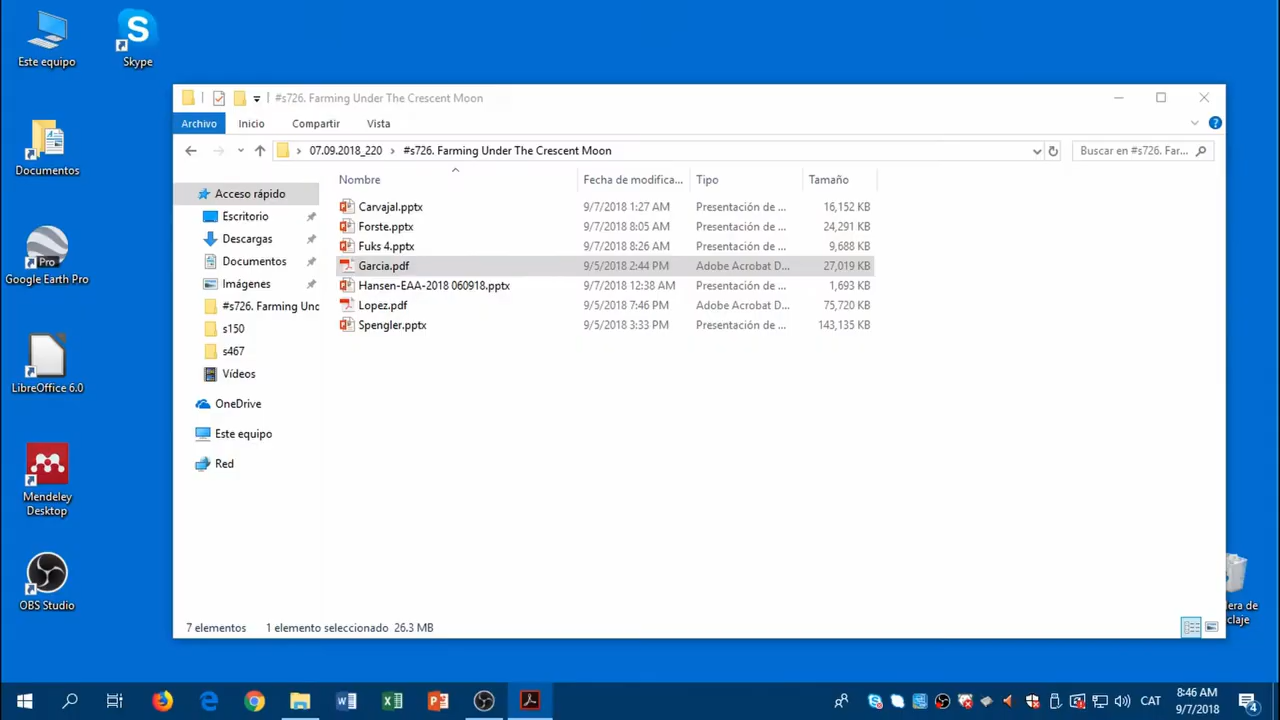 Este equipo
Skype
Documentos
Pro
Google Earth Pro
LibreOffice 6.0
Mendeley
Desktop
OBS Studio
#s726. Farming Under The Crescent Moon
Archivo Inicio Compartir Vista
07.09.2018_220 › #s726. Farming Under The Crescent Moon
Buscar en #s726. Far...
Acceso rápido
Escritorio
Descargas
Documentos
Imágenes
#s726. Farming Unc
s150
s467
Vídeos
OneDrive
Este equipo
Red
Nombre Fecha de modifica... Tipo Tamaño
Carvajal.pptx 9/7/2018 1:27 AM Presentación de ... 16,152 KB
Forste.pptx 9/7/2018 8:05 AM Presentación de ... 24,291 KB
Fuks 4.pptx 9/7/2018 8:26 AM Presentación de ... 9,688 KB
Garcia.pdf 9/5/2018 2:44 PM Adobe Acrobat D... 27,019 KB
Hansen-EAA-2018 060918.pptx 9/7/2018 12:38 AM Presentación de ... 1,693 KB
Lopez.pdf 9/5/2018 7:46 PM Adobe Acrobat D... 75,720 KB
Spengler.pptx 9/5/2018 3:33 PM Presentación de ... 143,135 KB
7 elementos 1 elemento seleccionado 26.3 MB
era de
claje
CAT
8:46 AM
9/7/2018
4